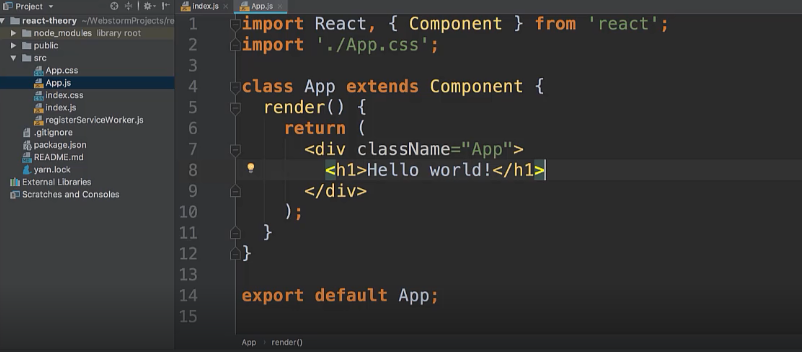 Project
react-theory ~/WebstormProjects/re
node_modules library root
public
src
App.css
App.js
index.css
index.js
registerServiceWorker.js
.gitignore
package.json
README.md
yarn.lock
External Libraries
Scratches and Consoles
index.js × App.js ×
1 import React, { Component } from 'react';
2 import './App.css';
3
4 class App extends Component {
5 render() {
6 return (
7 <div className="App">
8 <h1>Hello world!</h1>
9 </div>
10 );
11 }
12 }
13
14 export default App;
15
App › render()